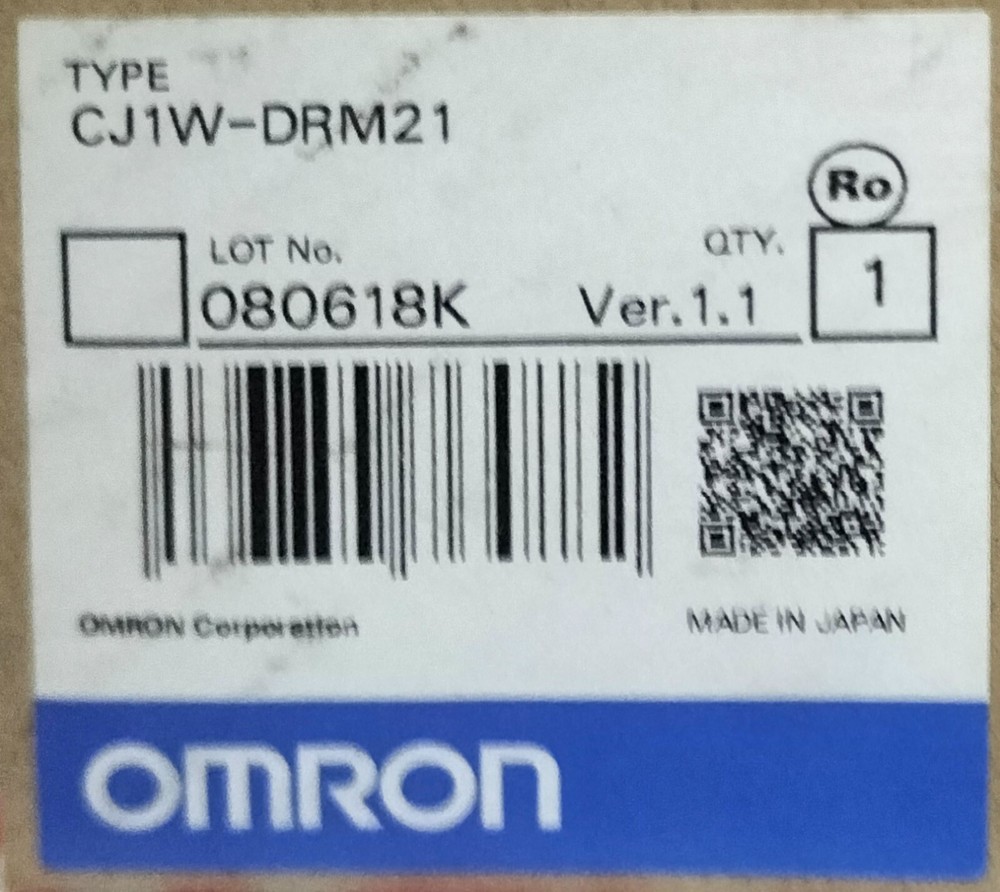 TYPE
CJ1W-DRM21
Ro
LOT No.
QTY.
080618K
Ver.1.1
1
OMRON Corporation
MADE IN JAPAN
OMRON